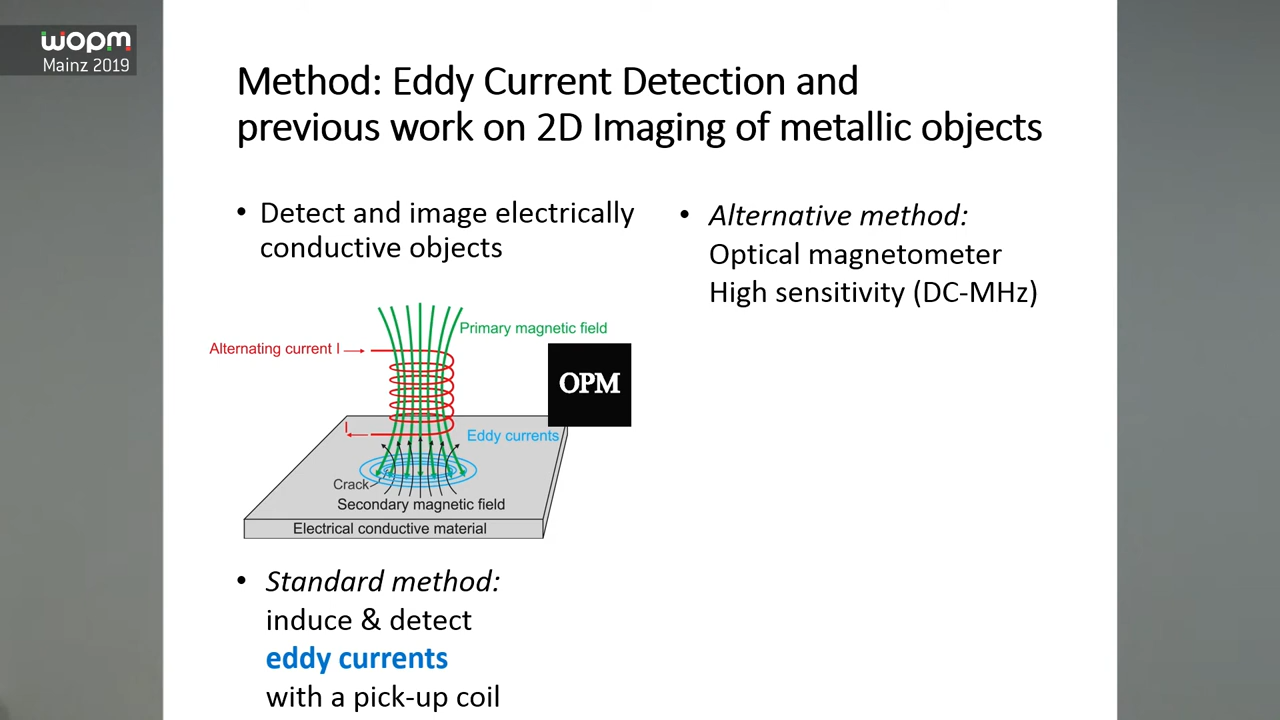 wopm
Mainz 2019
Method: Eddy Current Detection and
previous work on 2D Imaging of metallic objects
• Detect and image electrically
conductive objects
Primary magnetic field
Alternating current I
OPM
I
Eddy currents
Crack
Secondary magnetic field
Electrical conductive material
• Standard method:
induce & detect
eddy currents
with a pick-up coil
• Alternative method:
Optical magnetometer
High sensitivity (DC-MHz)